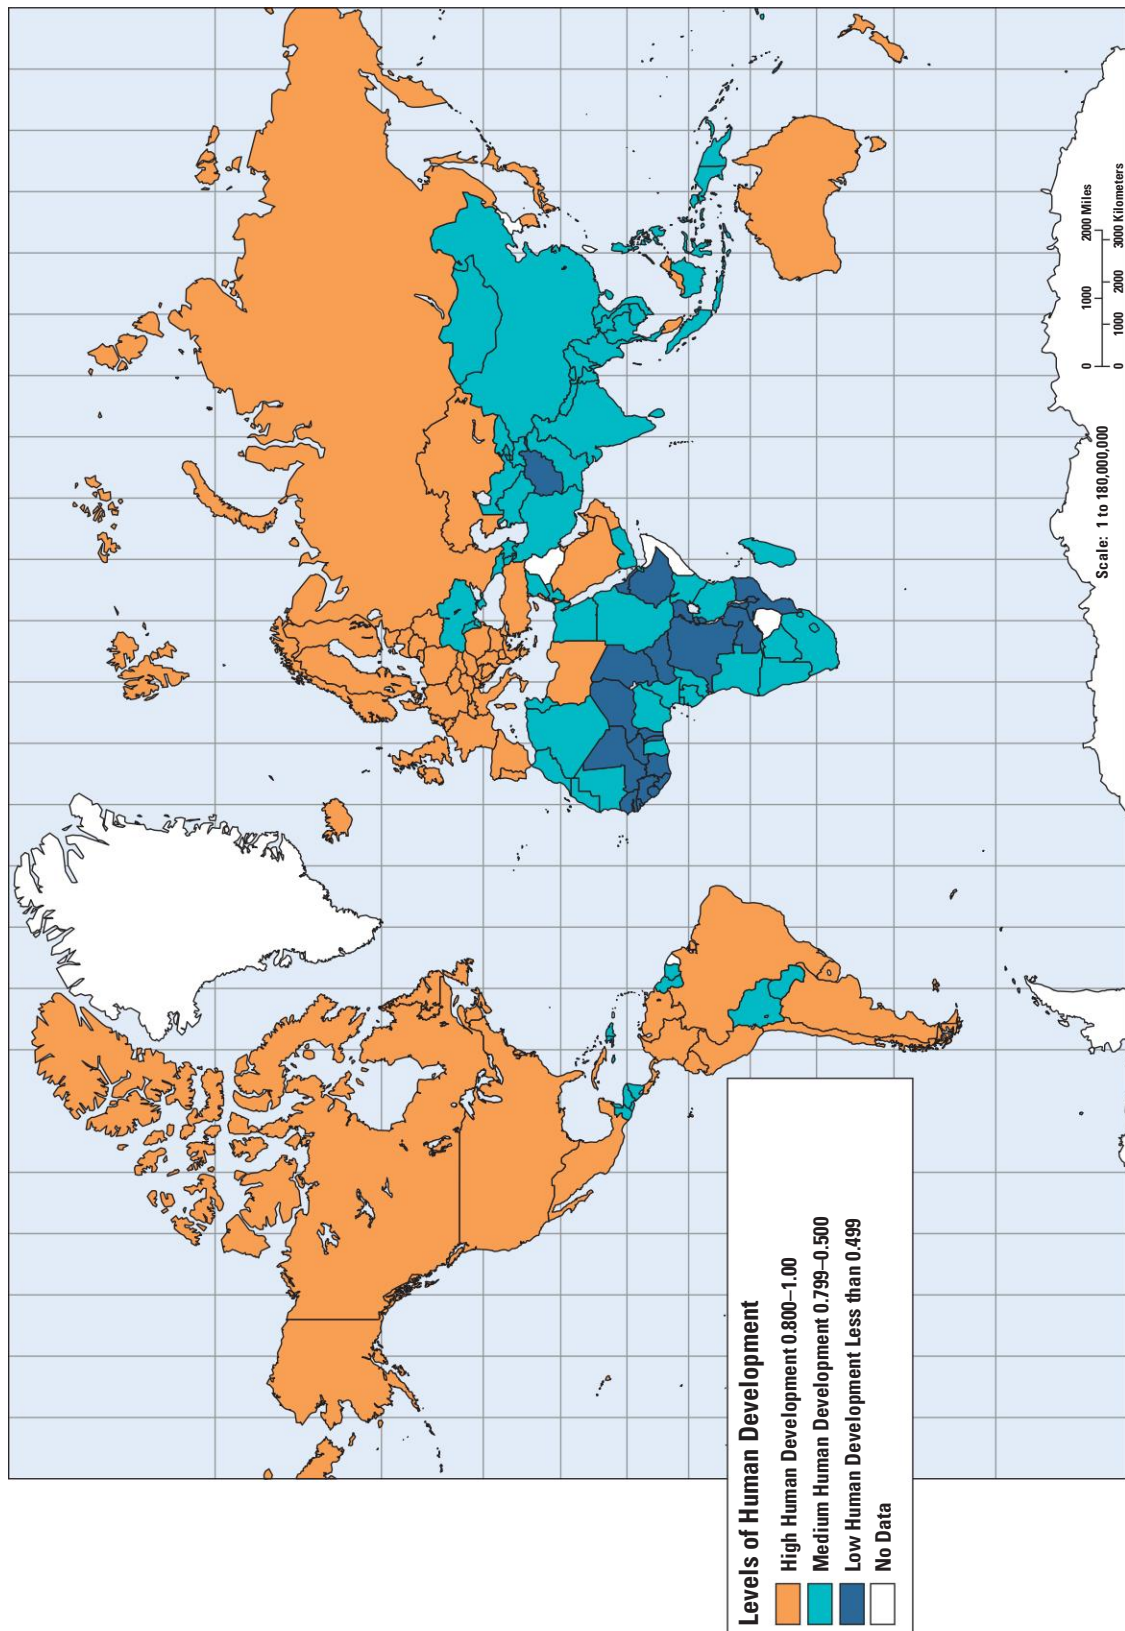 Levels of Human Development
High Human Development 0.800–1.00
Medium Human Development 0.799–0.500
Low Human Development Less than 0.499
No Data
Scale: 1 to 180,000,000
0 1000 2000 Miles
0 1000 2000 3000 Kilometers